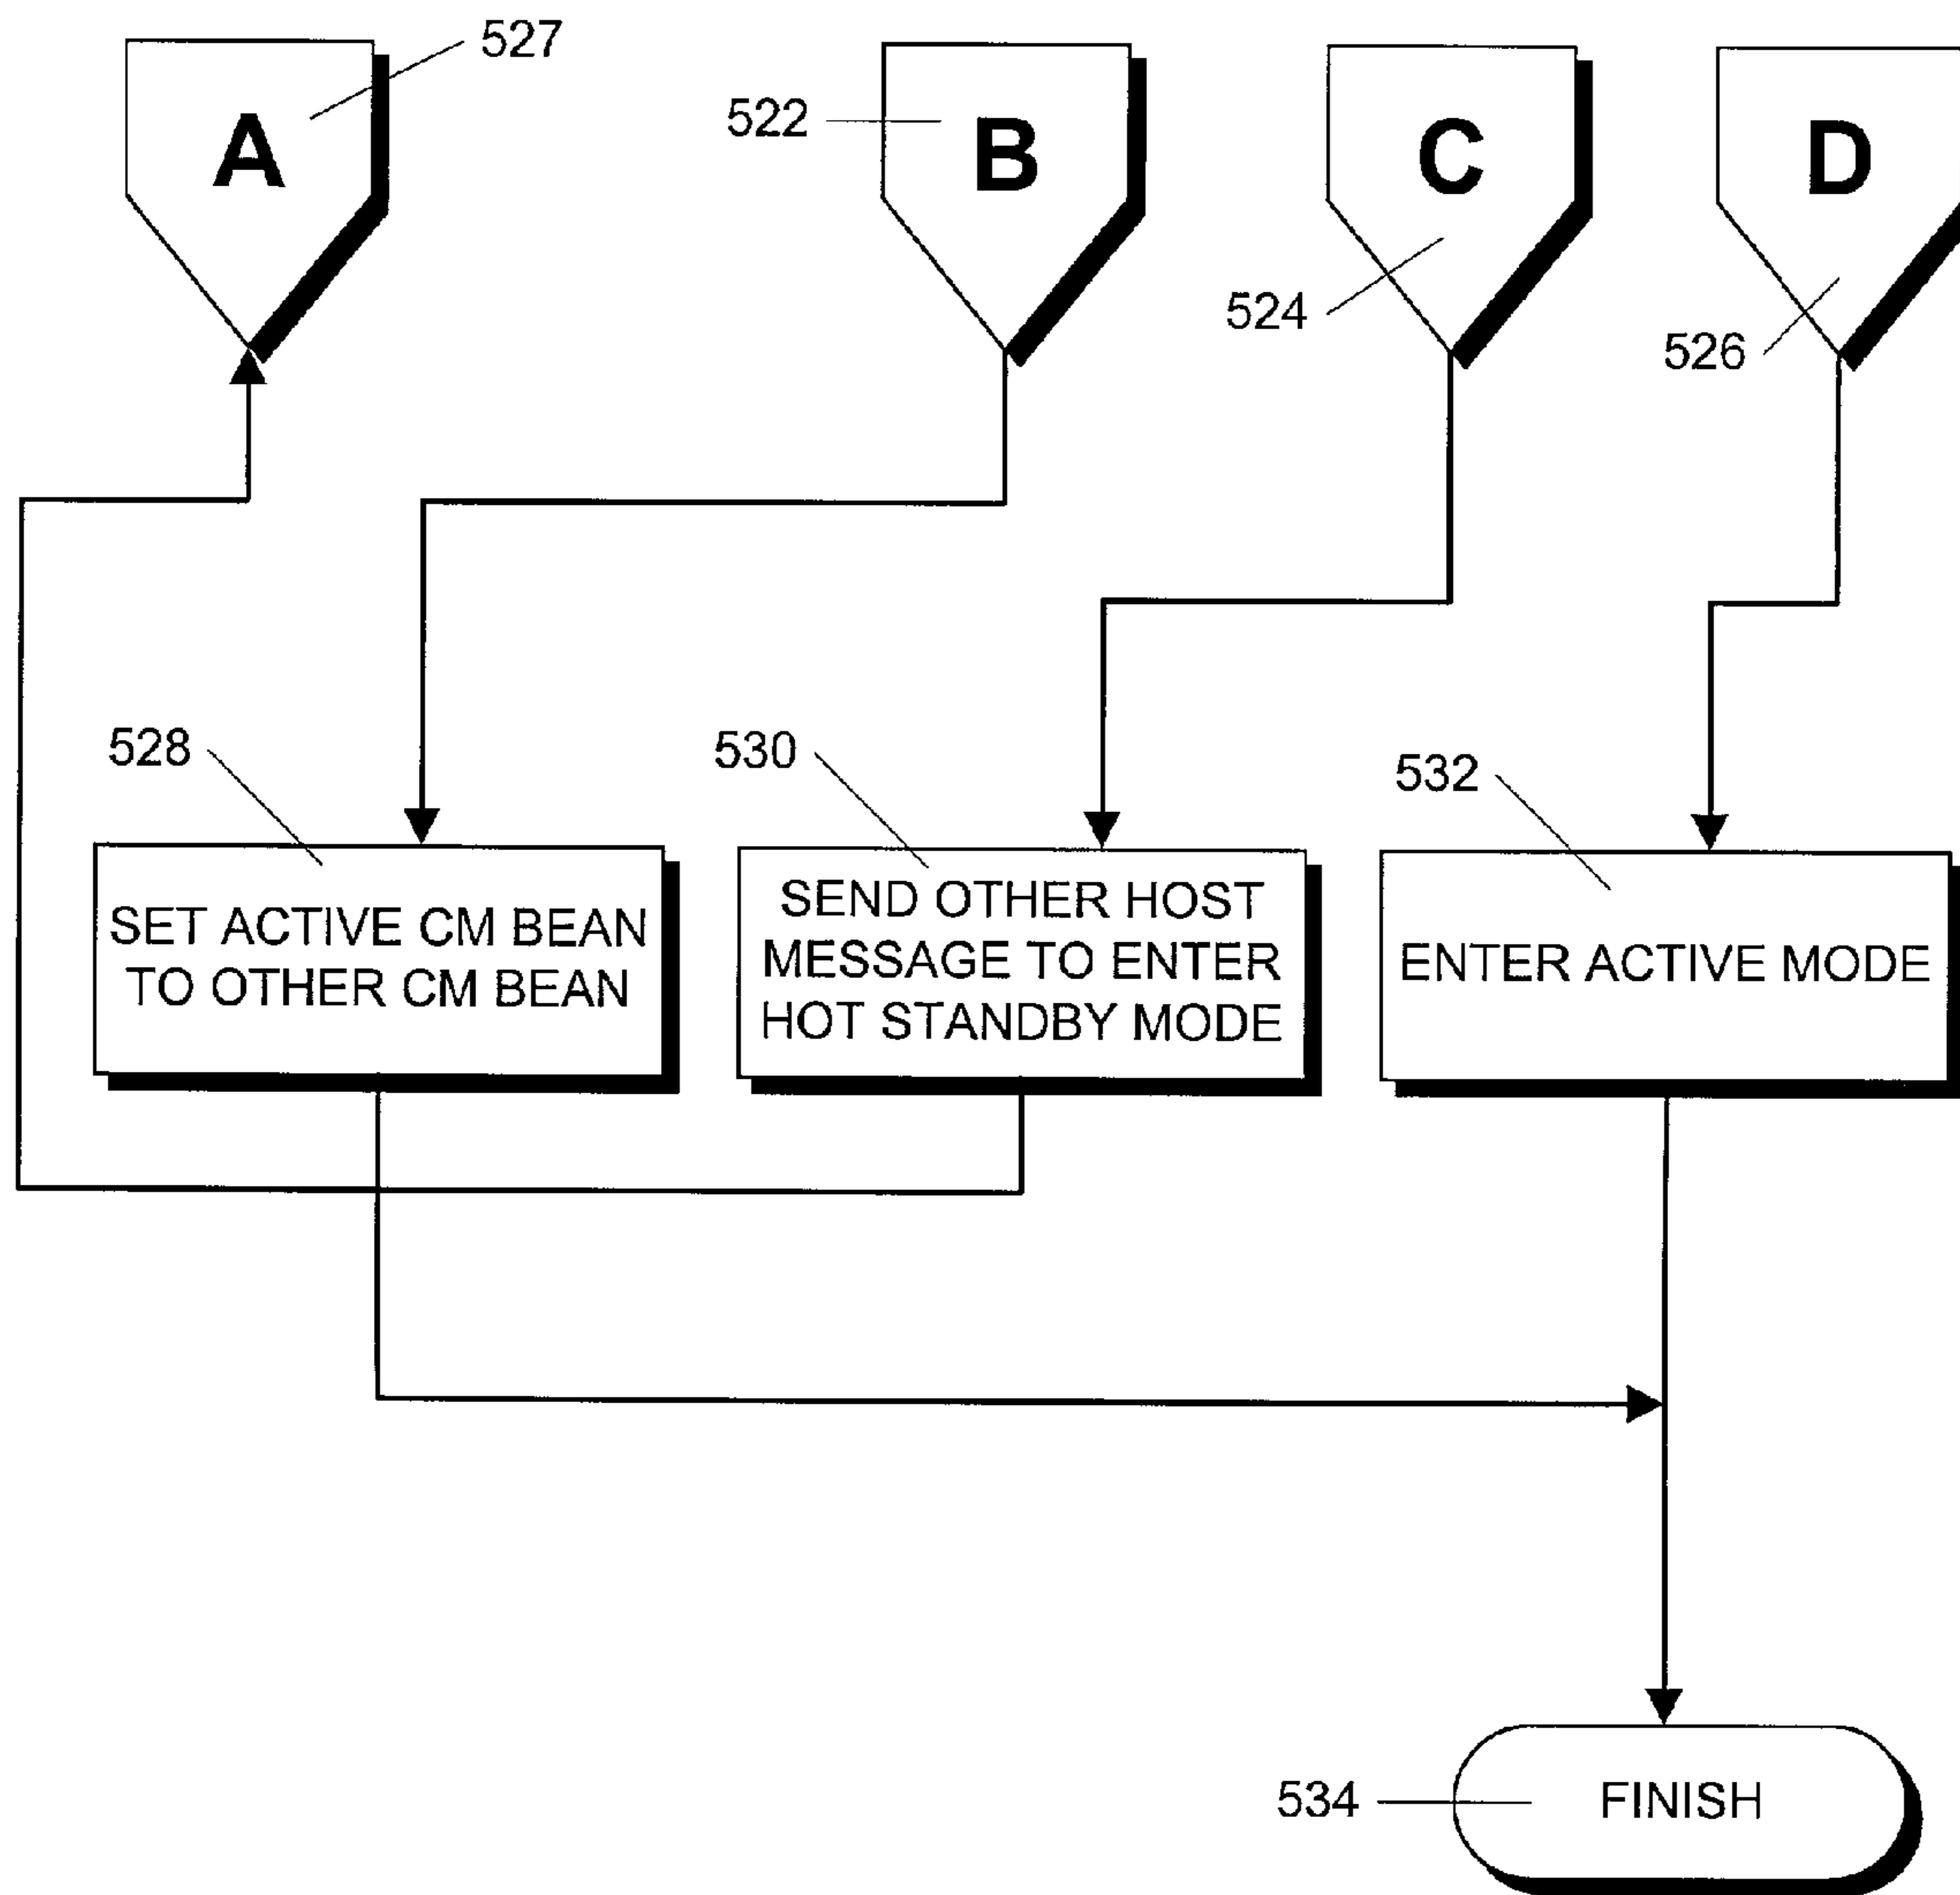 527
A
522
B
C
D
524
526
528
530
532
SET ACTIVE CM BEAN
TO OTHER CM BEAN
SEND OTHER HOST
MESSAGE TO ENTER
HOT STANDBY MODE
ENTER ACTIVE MODE
534
FINISH